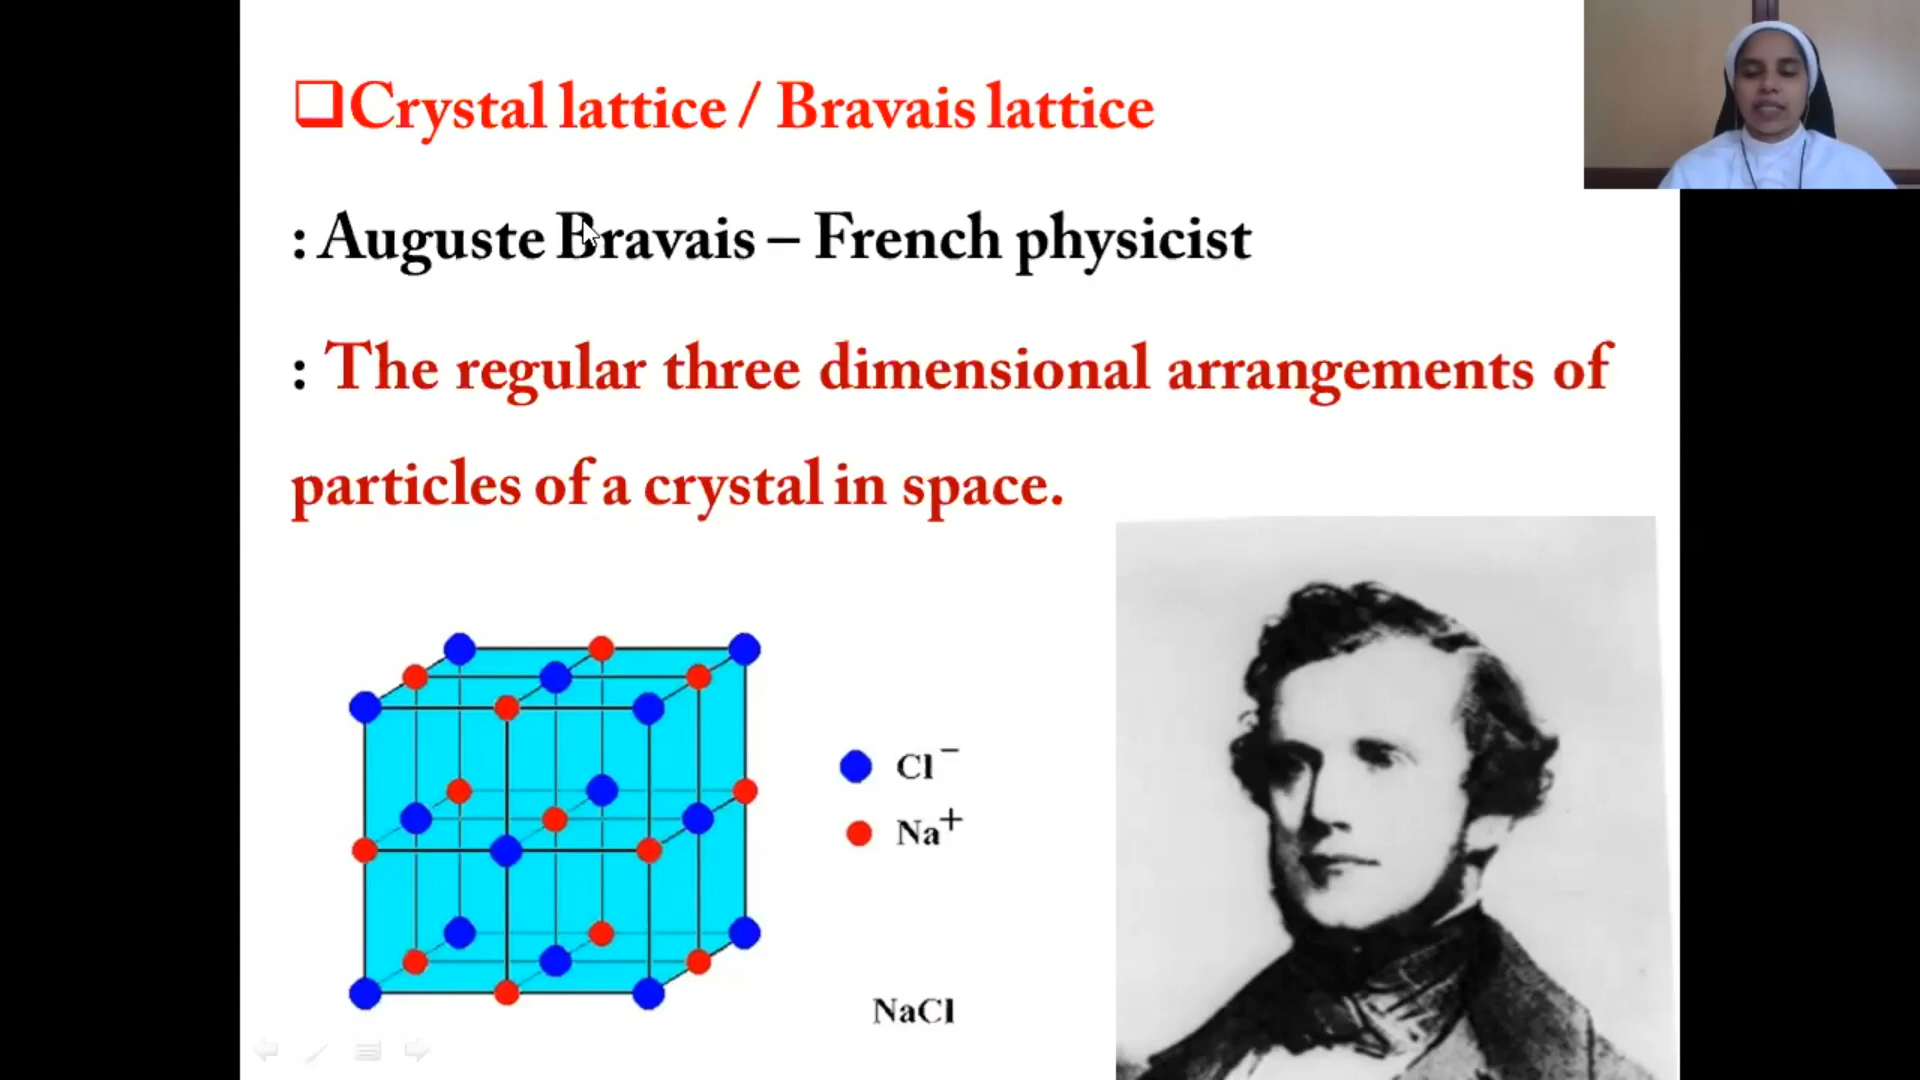 ❑Crystal lattice / Bravais lattice
: Auguste Bravais – French physicist
: The regular three dimensional arrangements of
particles of a crystal in space.
Cl⁻
Na⁺
NaCl